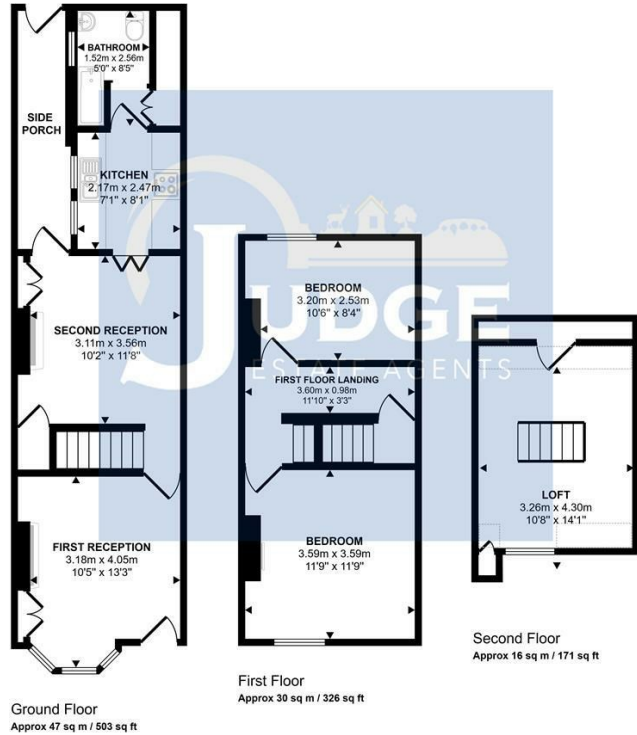 BATHROOM
1.52m x 2.56m
5'0" x 8'5"
SIDE
PORCH
KITCHEN
2.17m x 2.47m
7'1" x 8'1"
SECOND RECEPTION
3.11m x 3.56m
10'2" x 11'8"
FIRST RECEPTION
3.18m x 4.05m
10'5" x 13'3"
Ground Floor
Approx 47 sq m / 503 sq ft
JUDGE
ESTATE AGENTS
BEDROOM
3.20m x 2.53m
10'6" x 8'4"
FIRST FLOOR LANDING
3.60m x 0.98m
11'10" x 3'3"
BEDROOM
3.59m x 3.59m
11'9" x 11'9"
First Floor
Approx 30 sq m / 326 sq ft
LOFT
3.26m x 4.30m
10'8" x 14'1"
Second Floor
Approx 16 sq m / 171 sq ft